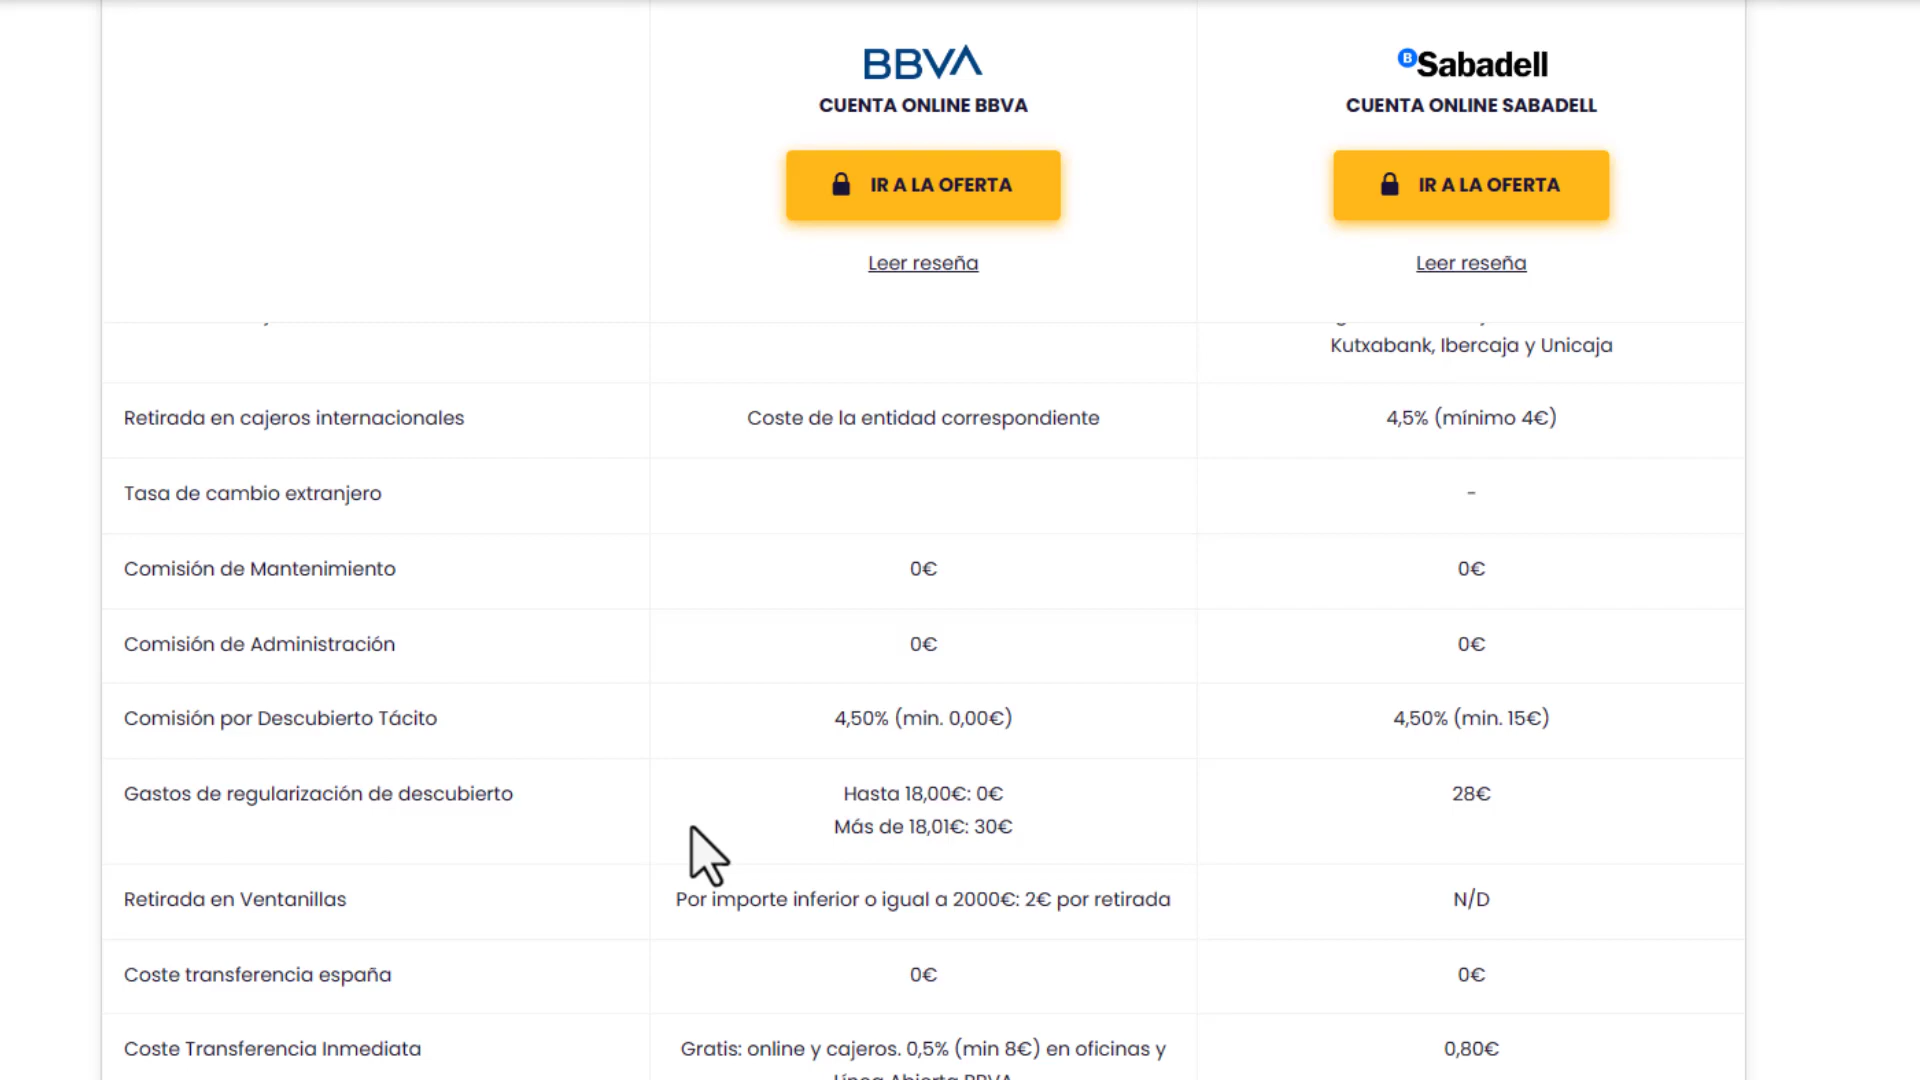 BBVA
CUENTA ONLINE BBVA
IR A LA OFERTA
Leer reseña
B Sabadell
CUENTA ONLINE SABADELL
IR A LA OFERTA
Leer reseña
Kutxabank, Ibercaja y Unicaja
Retirada en cajeros internacionales
Coste de la entidad correspondiente
4,5% (mínimo 4€)
Tasa de cambio extranjero
-
Comisión de Mantenimiento
0€
0€
Comisión de Administración
0€
0€
Comisión por Descubierto Tácito
4,50% (min. 0,00€)
4,50% (min. 15€)
Gastos de regularización de descubierto
Hasta 18,00€: 0€
Más de 18,01€: 30€
28€
Retirada en Ventanillas
Por importe inferior o igual a 2000€: 2€ por retirada
N/D
Coste transferencia españa
0€
0€
Coste Transferencia Inmediata
Gratis: online y cajeros. 0,5% (min 8€) en oficinas y
Línea Abierta BBVA
0,80€